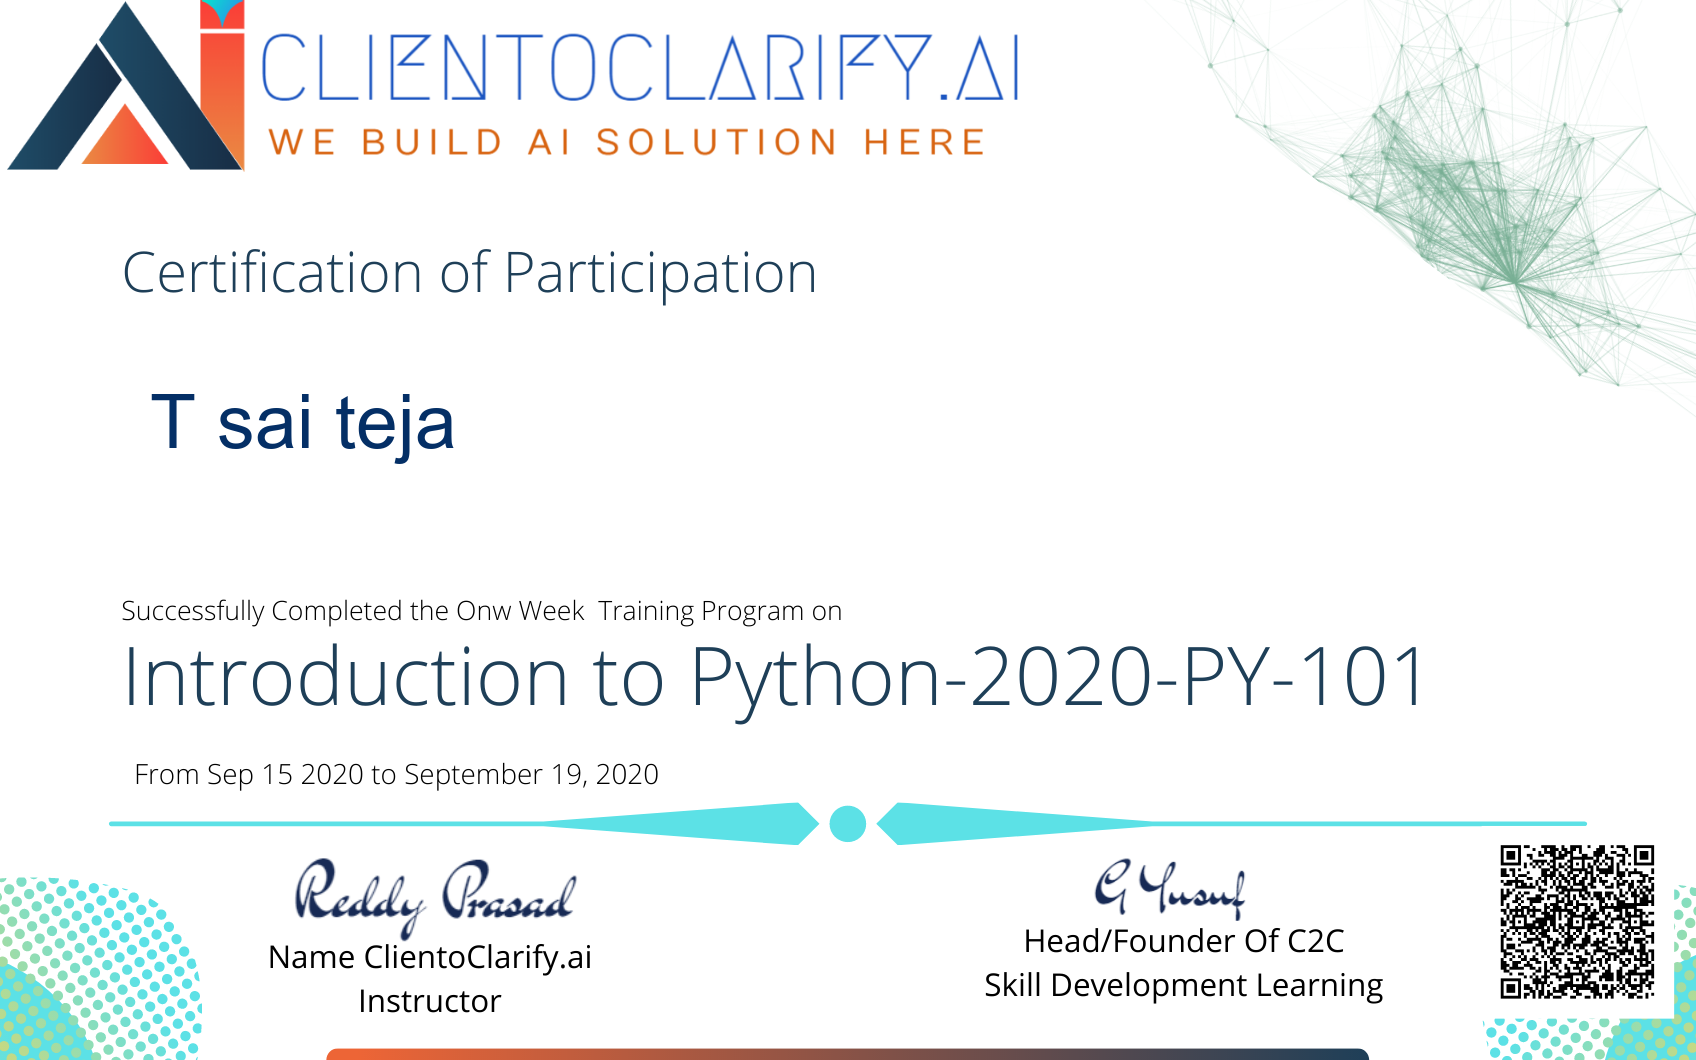 CLIENTOCLARIFY.AI
WE BUILD AI SOLUTION HERE
Certification of Participation
T sai teja
Successfully Completed the Onw Week  Training Program on
Introduction to Python-2020-PY-101
From Sep 15 2020 to September 19, 2020
Reddy Prasad
Name ClientoClarify.ai
Instructor
G Yusuf
Head/Founder Of C2C
Skill Development Learning